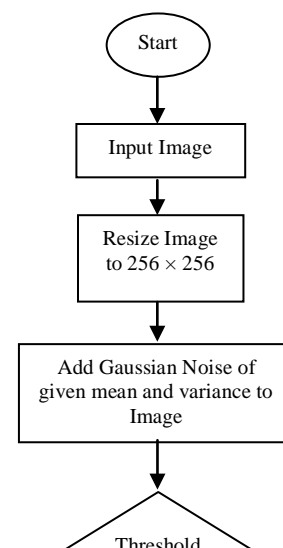 Start
Input Image
Resize Image
to 256 × 256
Add Gaussian Noise of
given mean and variance to
Image
Threshold